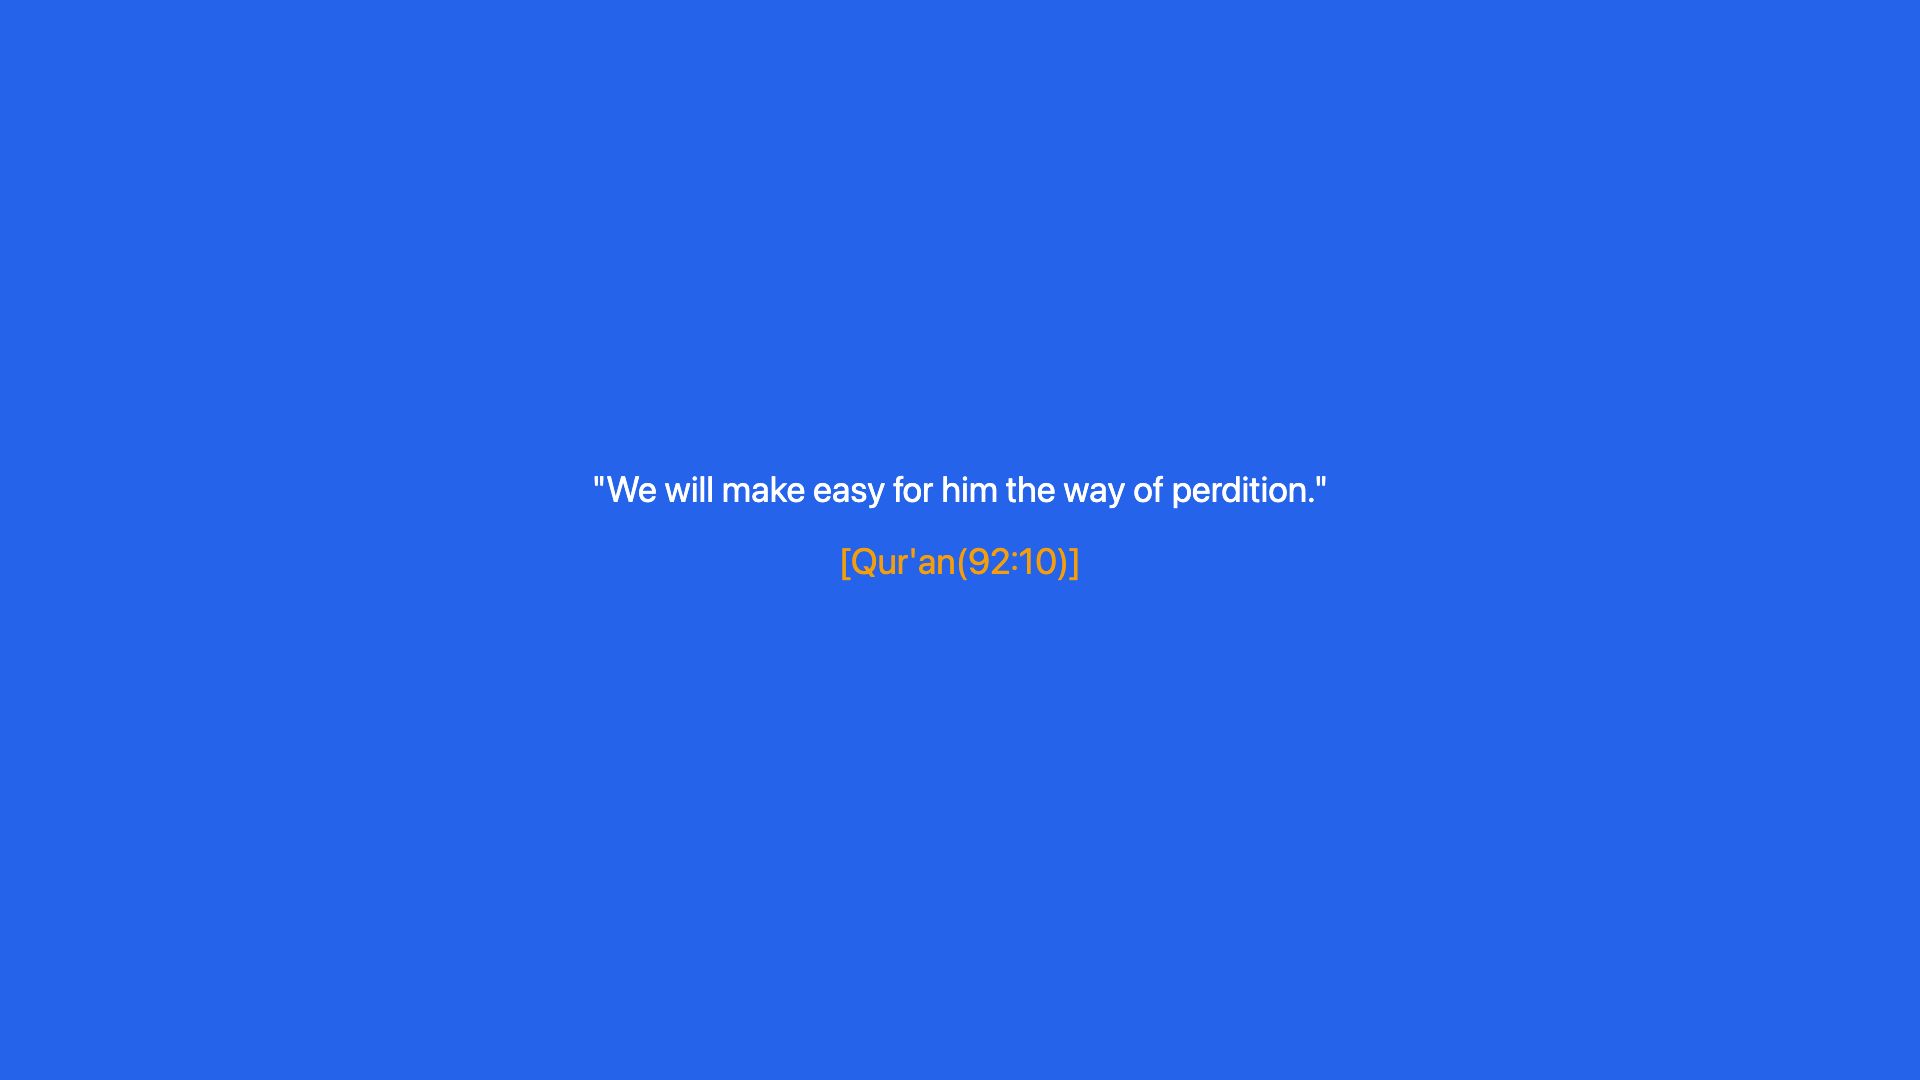 "We will make easy for him the way of perdition."
[Qur'an(92:10)]